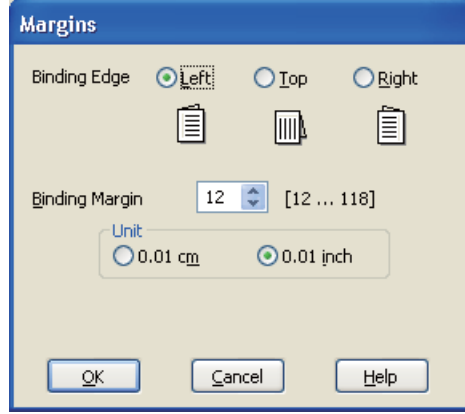 Margins
Binding Edge Left Top Right
Binding Margin 12 [12 ... 118]
Unit
0.01 cm 0.01 inch
OK Cancel Help